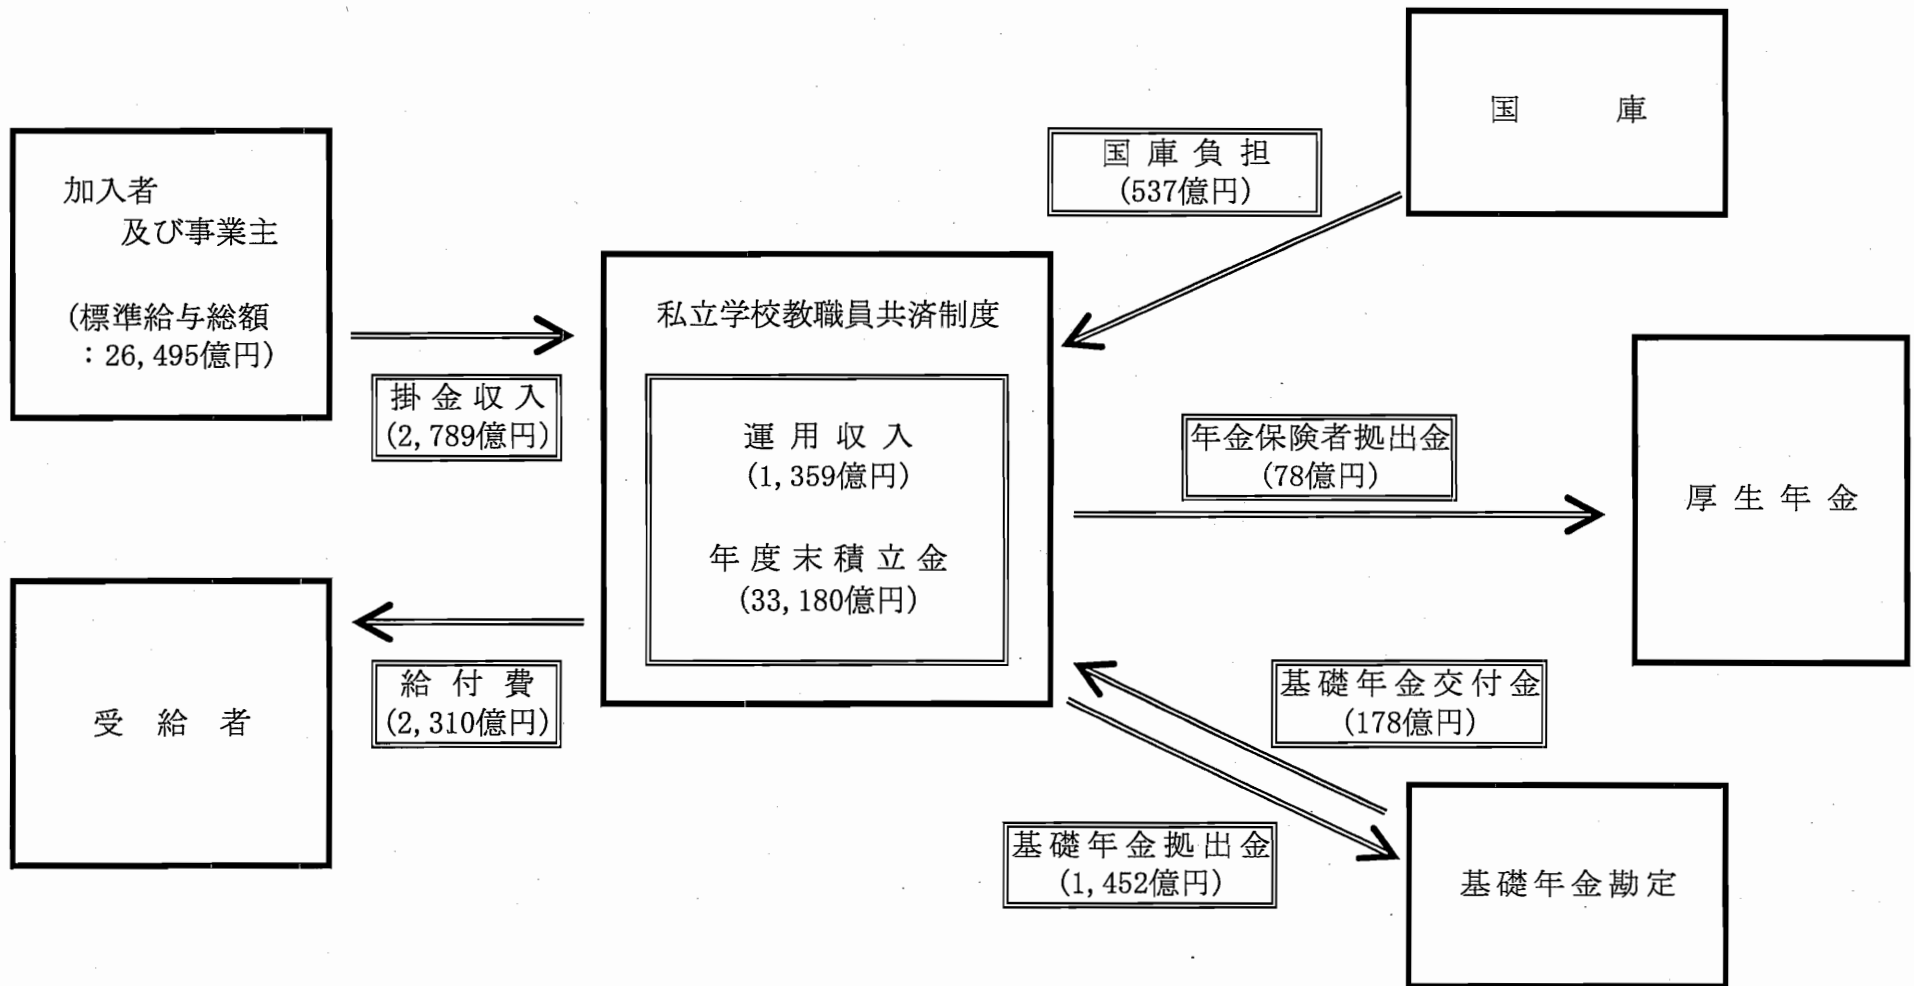 加入者
及び事業主
(標準給与総額
：26,495億円)
掛金収入
(2,789億円)
受給者
給付費
(2,310億円)
私立学校教職員共済制度
運用収入
(1,359億円)
年度末積立金
(33,180億円)
国庫
国庫負担
(537億円)
年金保険者拠出金
(78億円)
厚生年金
基礎年金交付金
(178億円)
基礎年金拠出金
(1,452億円)
基礎年金勘定